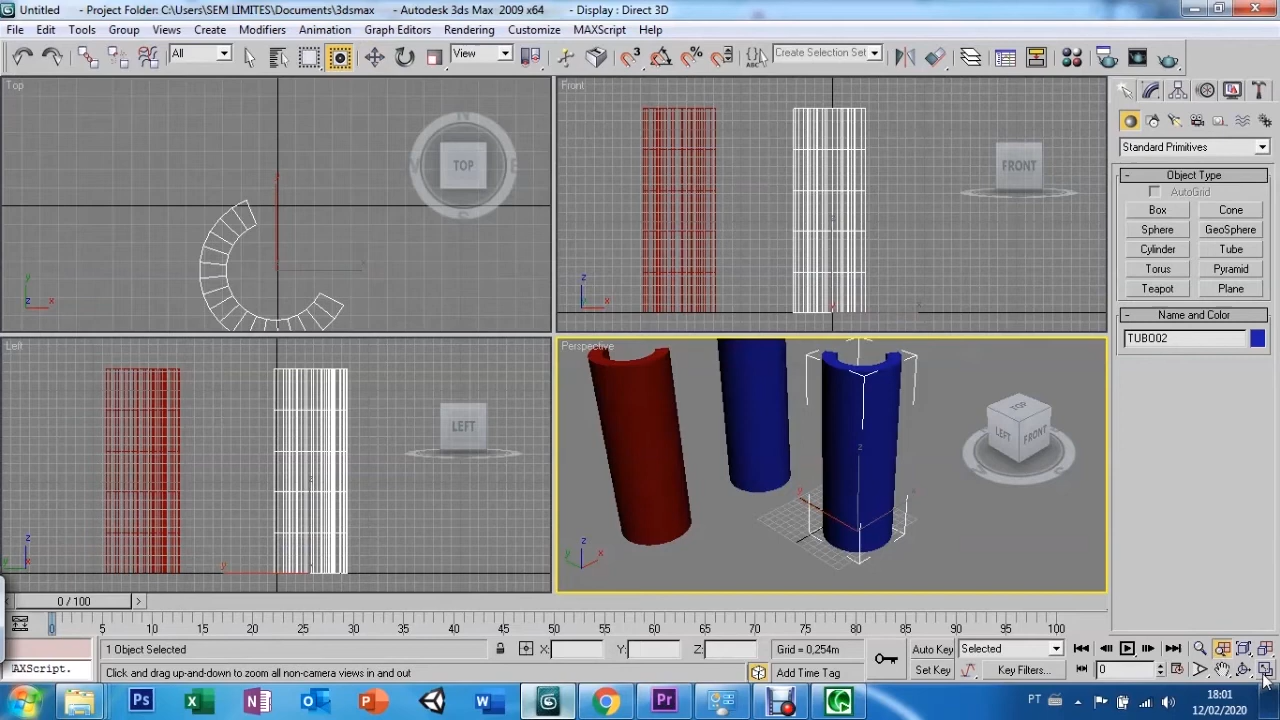 Untitled - Project Folder: C:\Users\SEM LIMITES\Documents\3dsmax - Autodesk 3ds Max 2009 x64 - Display : Direct 3D
File Edit Tools Group Views Create Modifiers Animation Graph Editors Rendering Customize MAXScript Help
All View Create Selection Set
Top
TOP
Front
FRONT
Left
LEFT
Perspective
TOP
LEFT FRONT
Standard Primitives
Object Type
AutoGrid
Box Cone
Sphere GeoSphere
Cylinder Tube
Torus Pyramid
Teapot Plane
Name and Color
TUBO02
0 / 100
0 5 10 15 20 25 30 35 40 45 50 55 60 65 70 75 80 85 90 95 100
1 Object Selected X: Y: Z: Grid = 0,254m Auto Key Selected
AXScript. Click and drag up-and-down to zoom all non-camera views in and out Add Time Tag Set Key Key Filters... 0
PT 18:01
12/02/2020